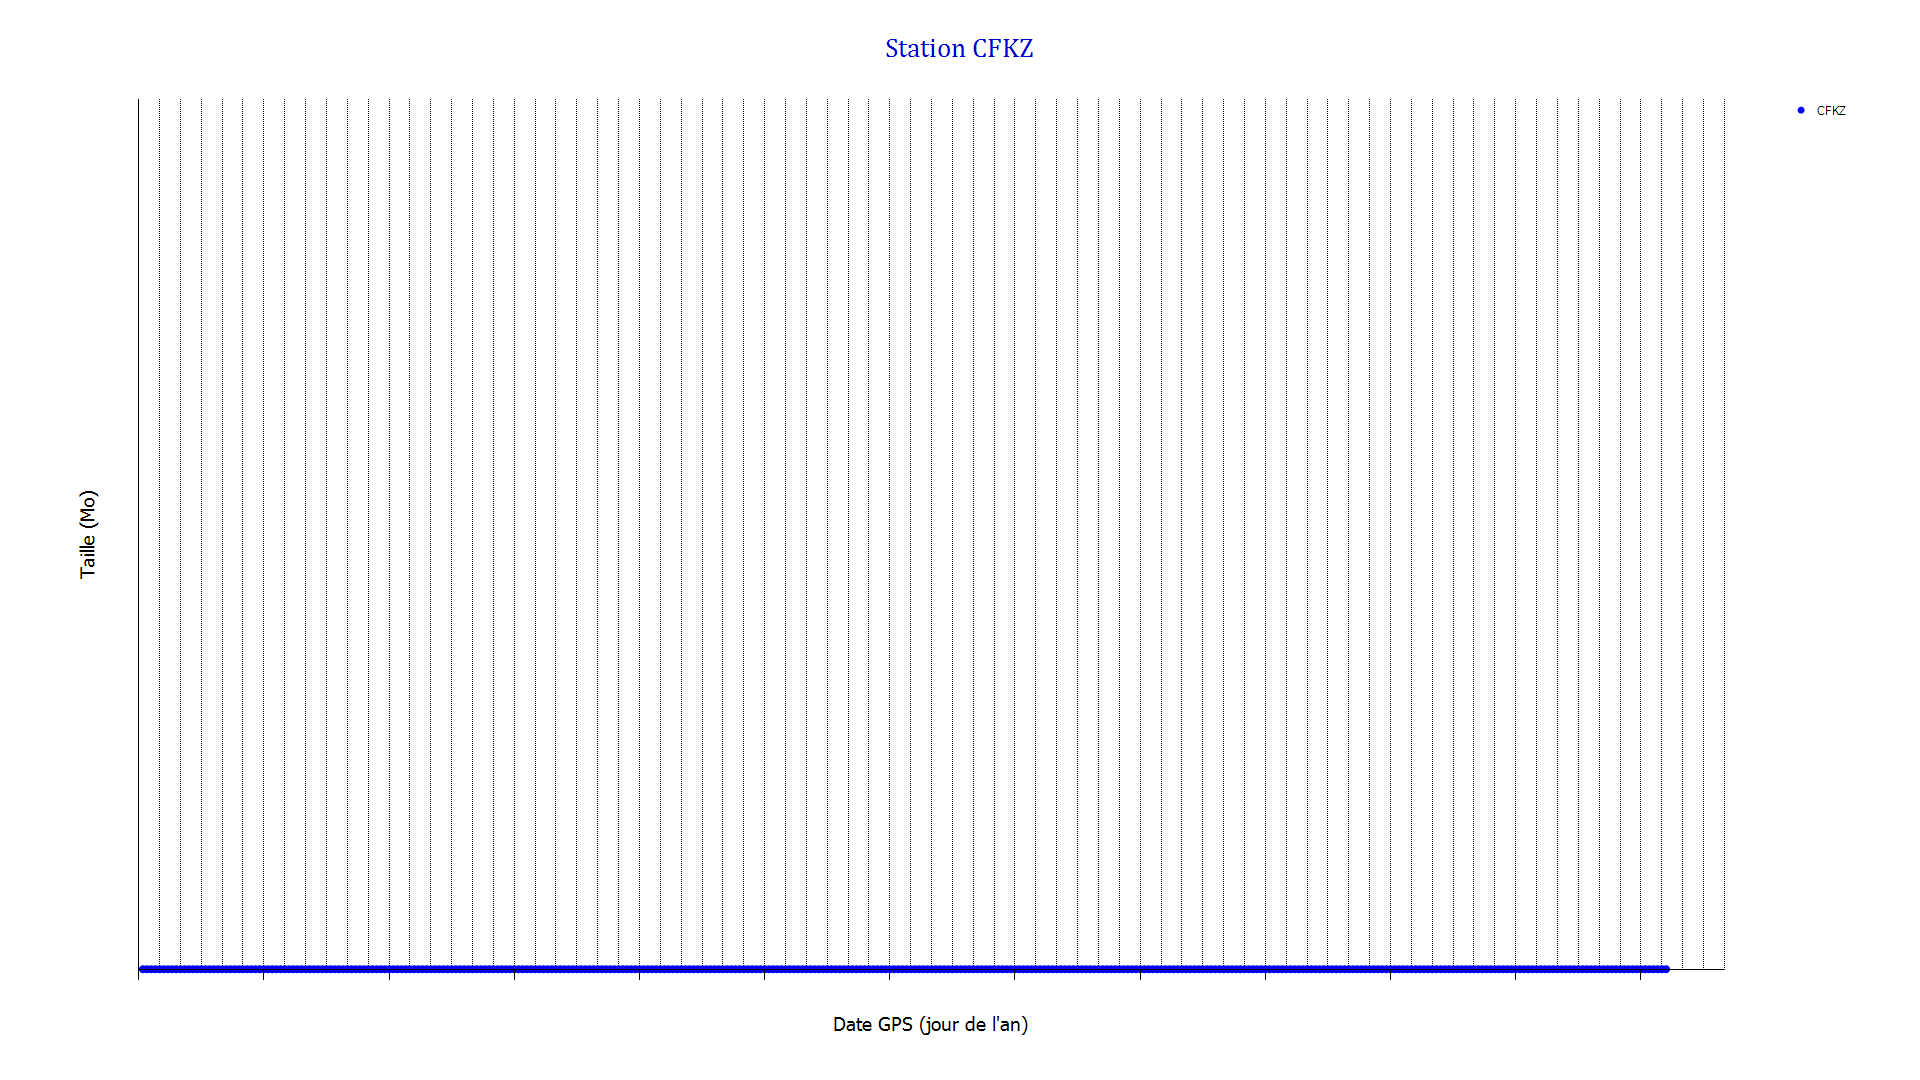 Station CFKZ
CFKZ
Taille (Mo)
Date GPS (jour de l'an)